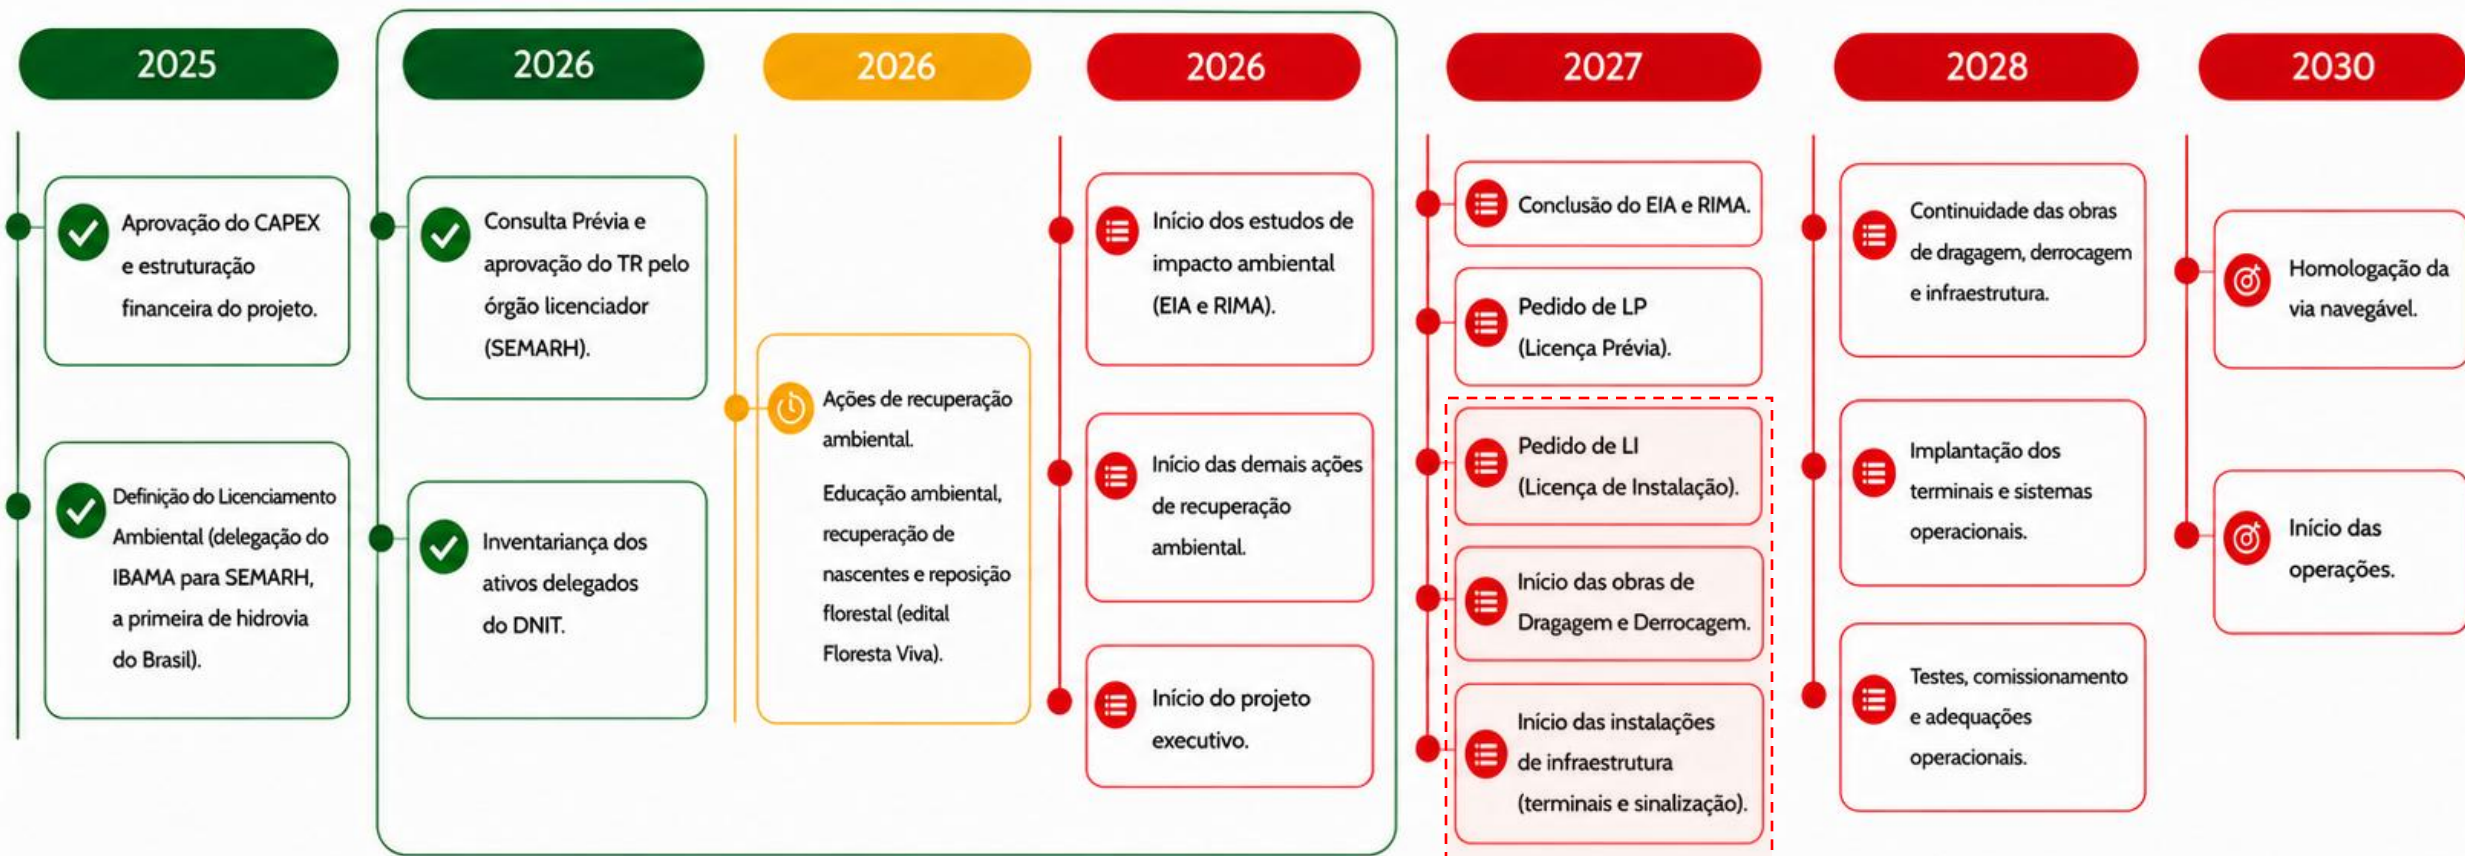 2025
Aprovação do CAPEX
e estruturação
financeira do projeto.
Definição do Licenciamento
Ambiental (delegação do
IBAMA para SEMARH,
a primeira de hidrovia
do Brasil).
2026
Consulta Prévia e
aprovação do TR pelo
órgão licenciador
(SEMARH).
Inventariança dos
ativos delegados
do DNIT.
2026
Ações de recuperação
ambiental.
Educação ambiental,
recuperação de
nascentes e reposição
florestal (edital
Floresta Viva).
2026
Início dos estudos de
impacto ambiental
(EIA e RIMA).
Início das demais ações
de recuperação
ambiental.
Início do projeto
executivo.
2027
Conclusão do EIA e RIMA.
Pedido de LP
(Licença Prévia).
Pedido de LI
(Licença de Instalação).
Início das obras de
Dragagem e Derrocagem.
Início das instalações
de infraestrutura
(terminais e sinalização).
2028
Continuidade das obras
de dragagem, derrocagem
e infraestrutura.
Implantação dos
terminais e sistemas
operacionais.
Testes, comissionamento
e adequações
operacionais.
2030
Homologação da
via navegável.
Início das
operações.